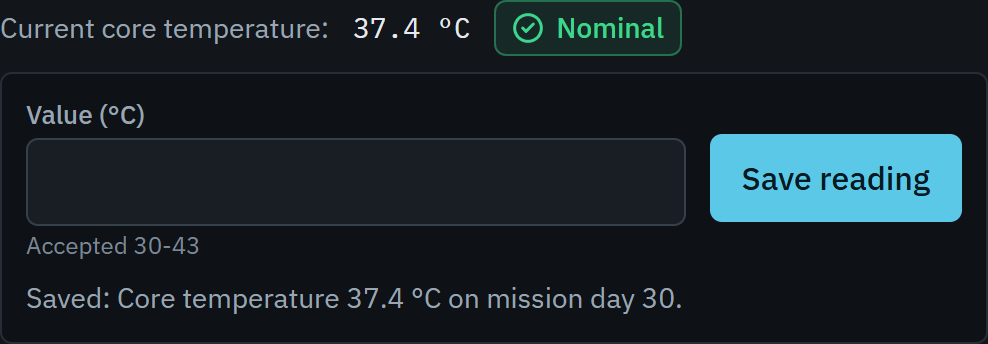 Current core temperature: 37.4 °C Nominal
Value (°C)
Save reading
Accepted 30-43
Saved: Core temperature 37.4 °C on mission day 30.